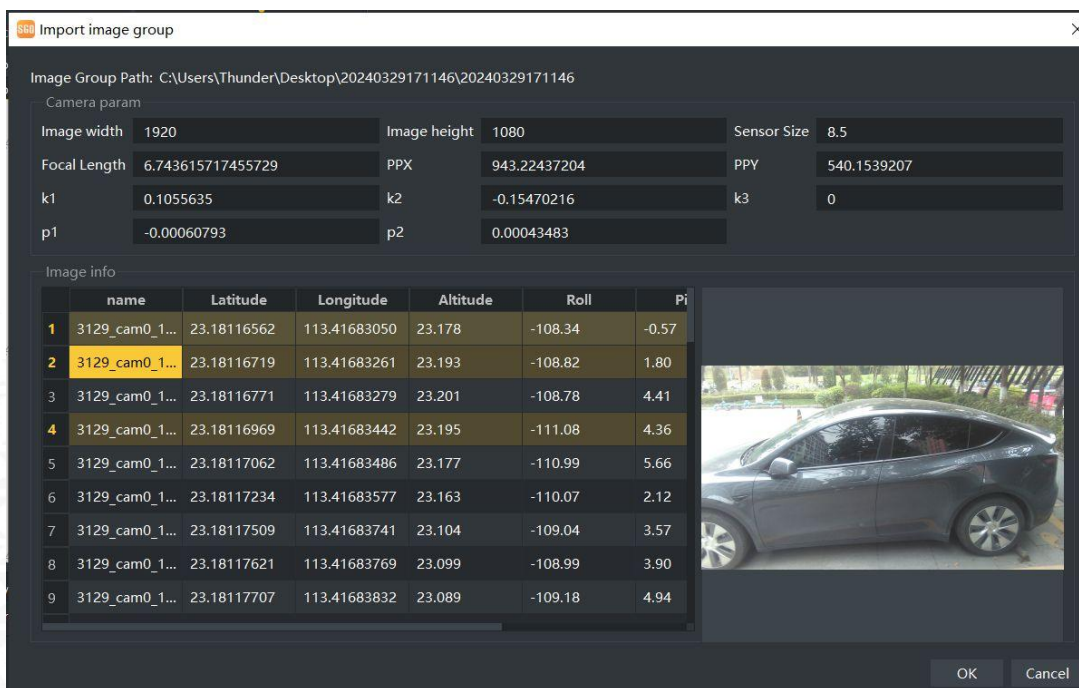 SGO Import image group
Image Group Path: C:\Users\Thunder\Desktop\20240329171146\20240329171146
Camera param
Image width 1920 Image height 1080 Sensor Size 8.5
Focal Length 6.743615717455729 PPX 943.22437204 PPY 540.1539207
k1 0.1055635 k2 -0.15470216 k3 0
p1 -0.00060793 p2 0.00043483
Image info
name Latitude Longitude Altitude Roll Pi
1 3129_cam0_1... 23.18116562 113.41683050 23.178 -108.34 -0.57
2 3129_cam0_1... 23.18116719 113.41683261 23.193 -108.82 1.80
3 3129_cam0_1... 23.18116771 113.41683279 23.201 -108.78 4.41
4 3129_cam0_1... 23.18116969 113.41683442 23.195 -111.08 4.36
5 3129_cam0_1... 23.18117062 113.41683486 23.177 -110.99 5.66
6 3129_cam0_1... 23.18117234 113.41683577 23.163 -110.07 2.12
7 3129_cam0_1... 23.18117509 113.41683741 23.104 -109.04 3.57
8 3129_cam0_1... 23.18117621 113.41683769 23.099 -108.99 3.90
9 3129_cam0_1... 23.18117707 113.41683832 23.089 -109.18 4.94
OK Cancel